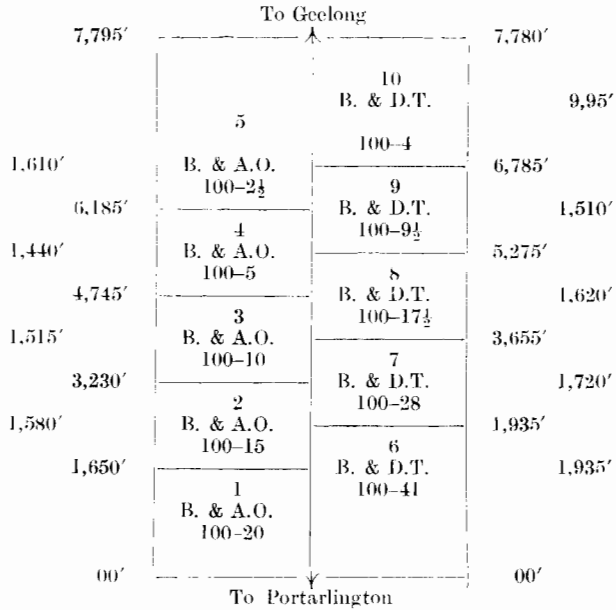 To Geelong
7,795′ 7,780′
10
B. & D.T. 9,95′
5
100–4
B. & A.O.
1,610′ 6,785′
100–2½
9
6,185′ B. & D.T. 1,510′
4 100–9½
1,440′ B. & A.O. 5,275′
100–5 8
4,745′ B. & D.T. 1,620′
3 100–17½
1,515′ B. & A.O. 3,655′
100–10 7
3,230′ B. & D.T. 1,720′
2 100–28
1,580′ B. & A.O. 1,935′
100–15 6
1,650′ B. & D.T. 1,935′
1 100–41
B. & A.O.
100–20
00′ 00′
To Portarlington